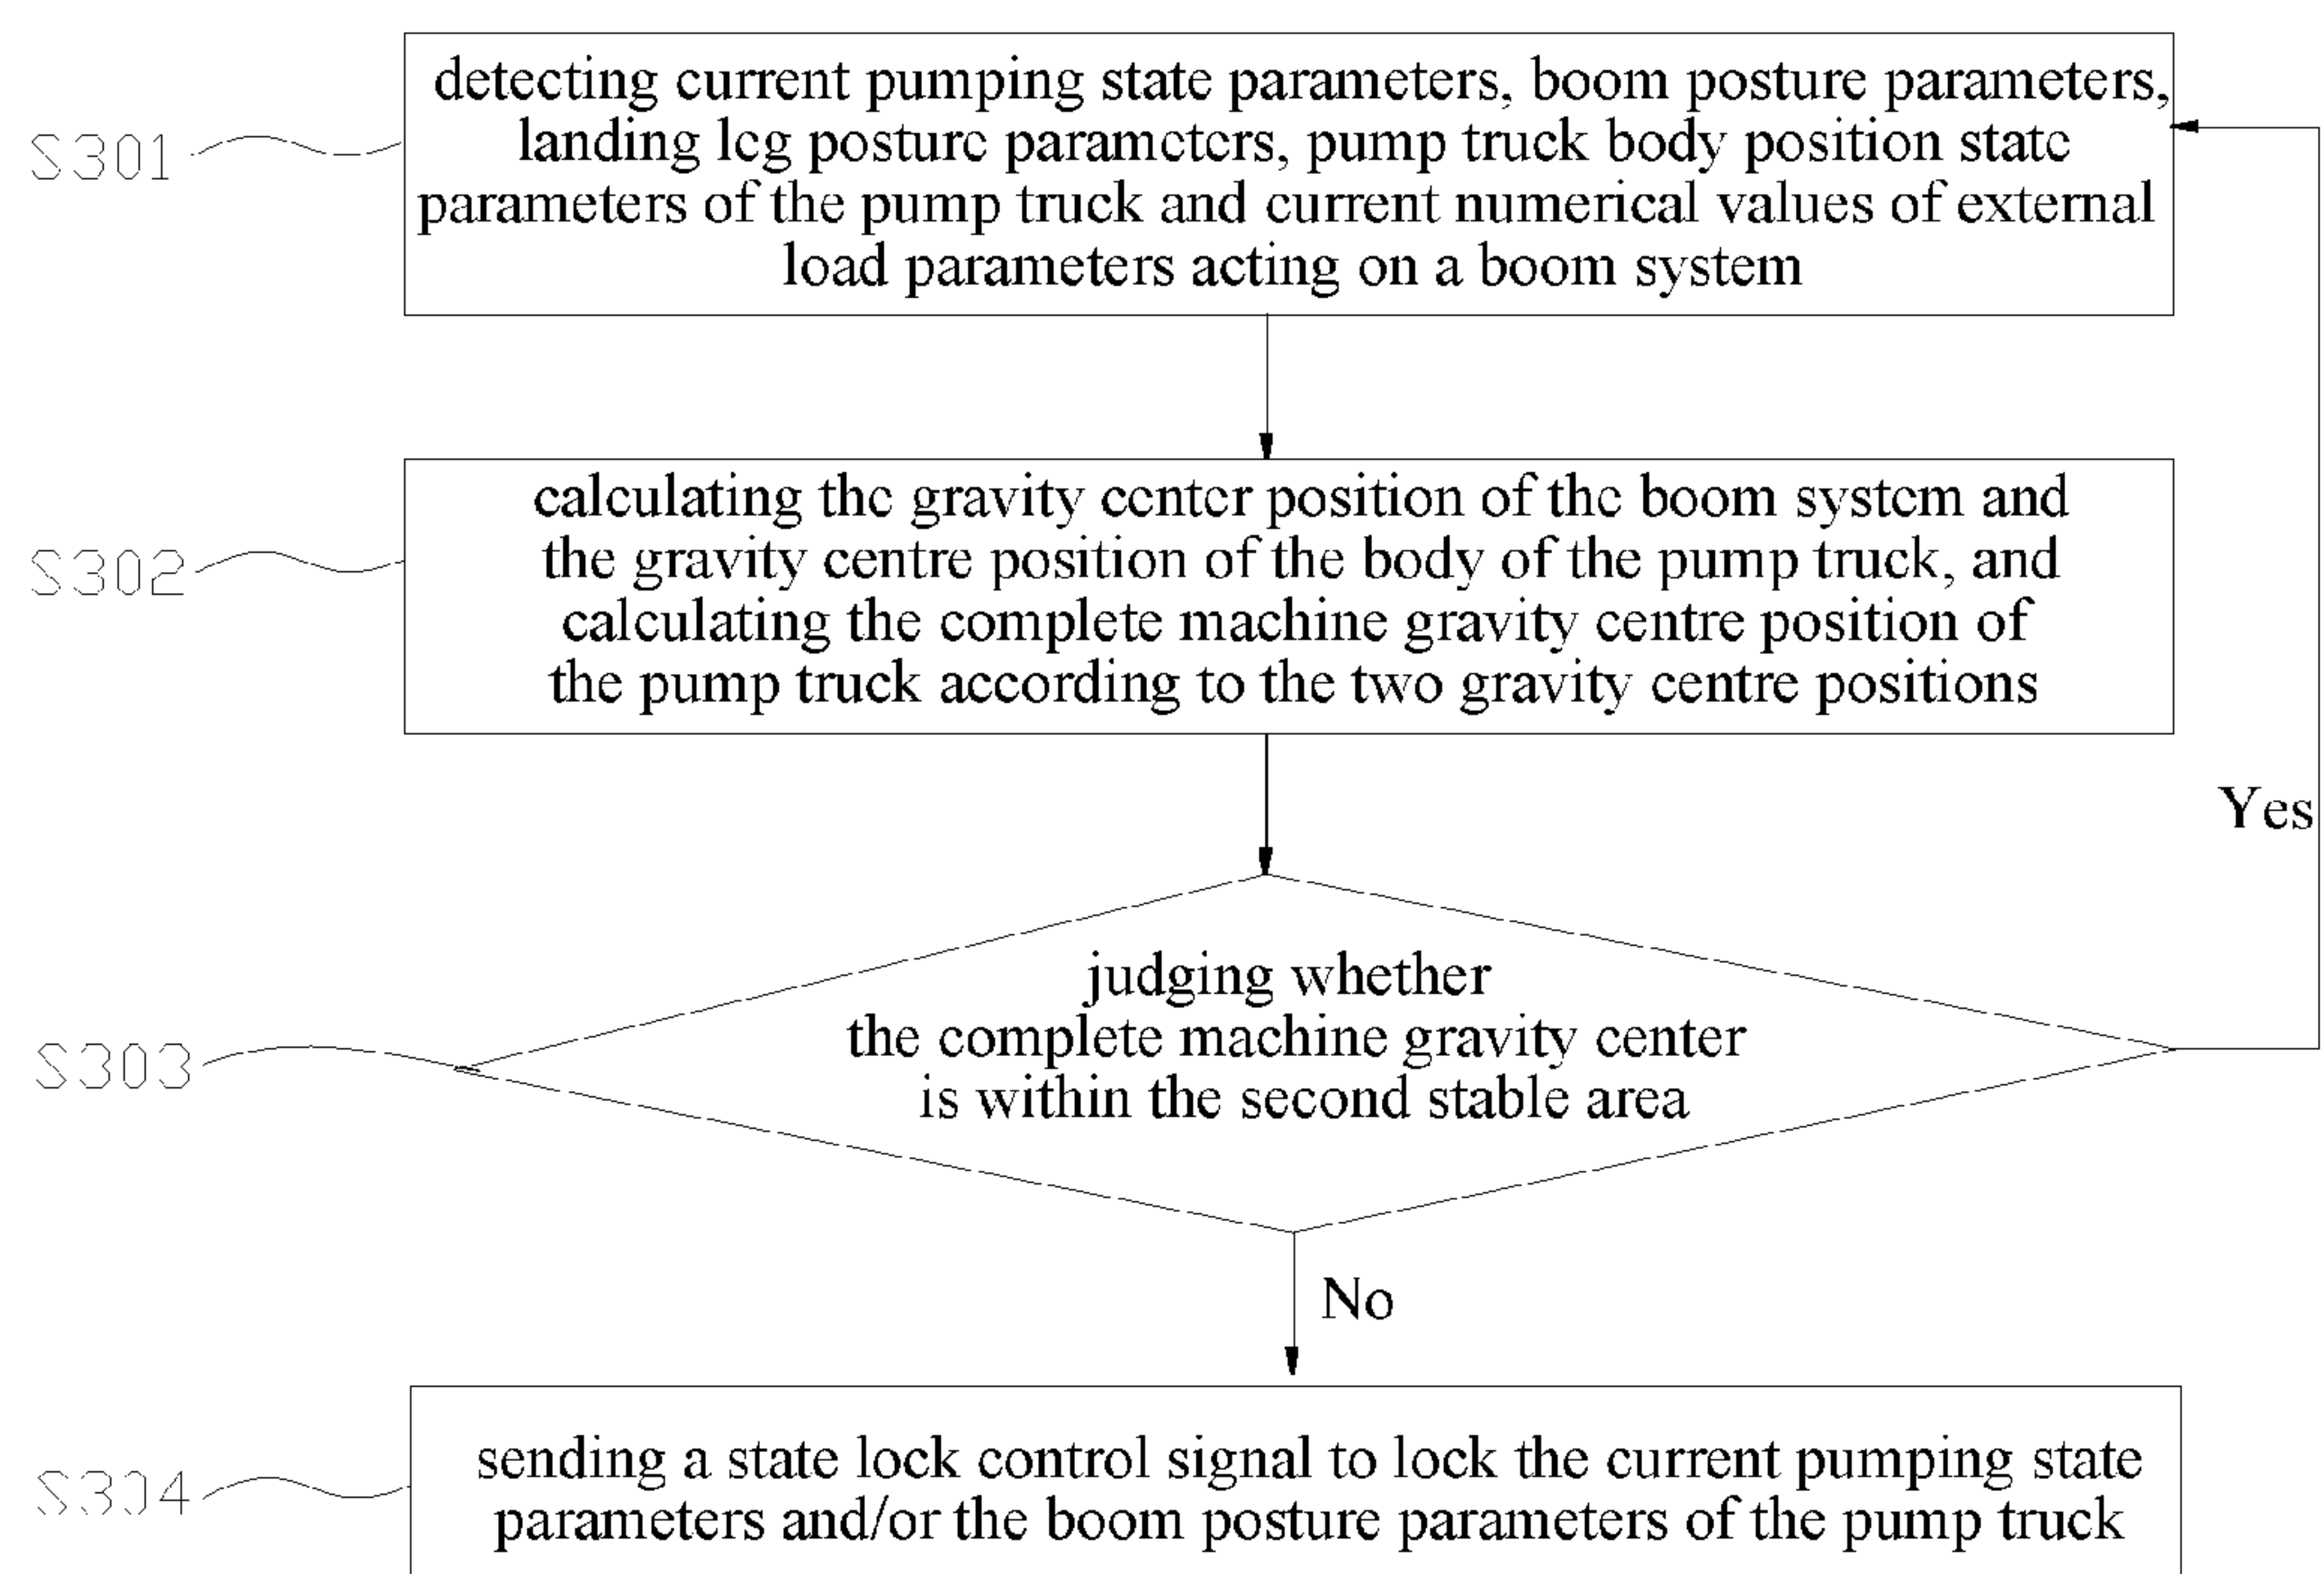 detecting current pumping state parameters, boom posture parameters,
S301
landing leg posture parameters, pump truck body position state
parameters of the pump truck and current numerical values of external
load parameters acting on a boom system
calculating the gravity center position of the boom system and
S302
the gravity centre position of the body of the pump truck, and
calculating the complete machine gravity centre position of
the pump truck according to the two gravity centre positions
Yes
judging whether
S303
the complete machine gravity center
is within the second stable area
No
S304
sending a state lock control signal to lock the current pumping state
parameters and/or the boom posture parameters of the pump truck